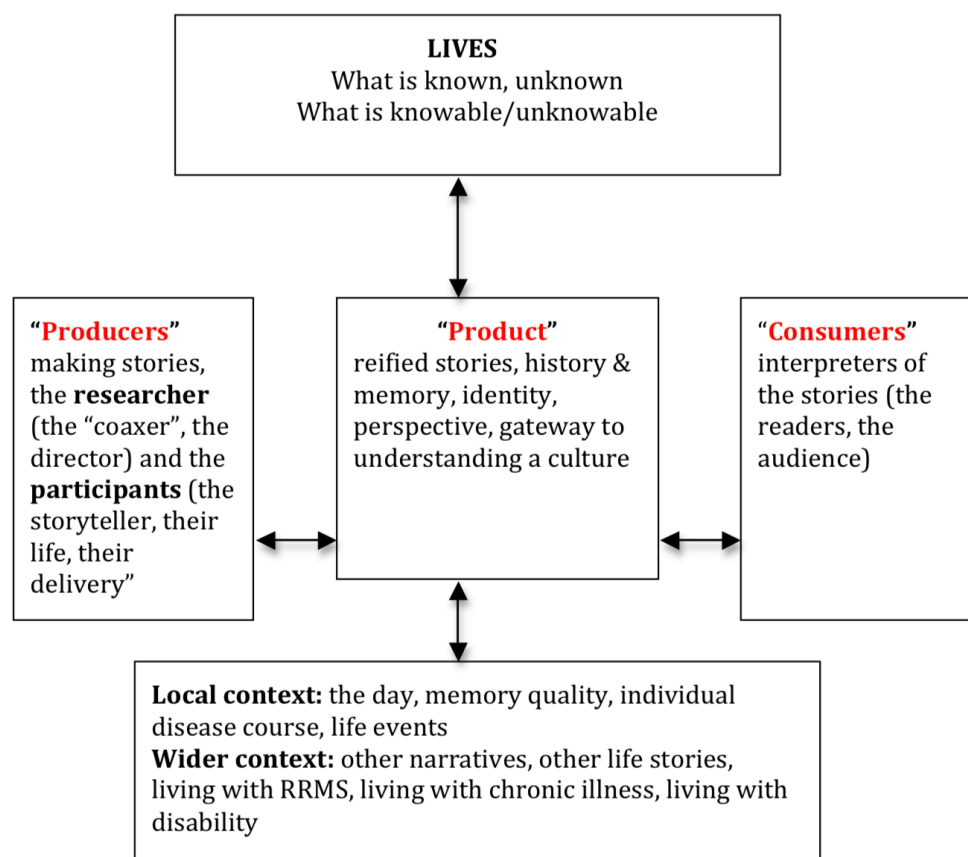 LIVES
What is known, unknown
What is knowable/unknowable
“Producers”
making stories,
the researcher
(the “coaxer”, the
director) and the
participants (the
storyteller, their
life, their
delivery”
“Product”
reified stories, history &
memory, identity,
perspective, gateway to
understanding a culture
“Consumers”
interpreters
of the stories (the
readers, the
audience)
Local context: the day, memory quality, individual
disease course, life events
Wider context: other narratives, other life stories,
living with RRMS, living with chronic illness, living with
disability